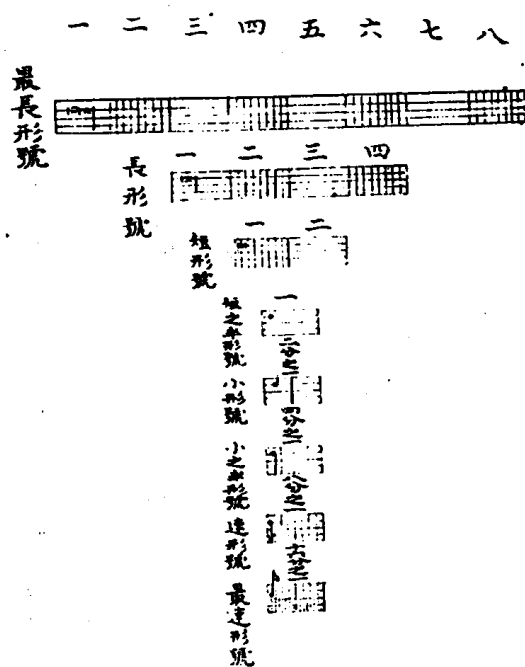 一 二 三 四 五 六 七 八
最長形號
一 二 三 四
長形號
一 二
短形號
一
短之半形號
二分之一
小形號
四分之一
小之半形號
八分之一
速形號
十六分之一
最速形號